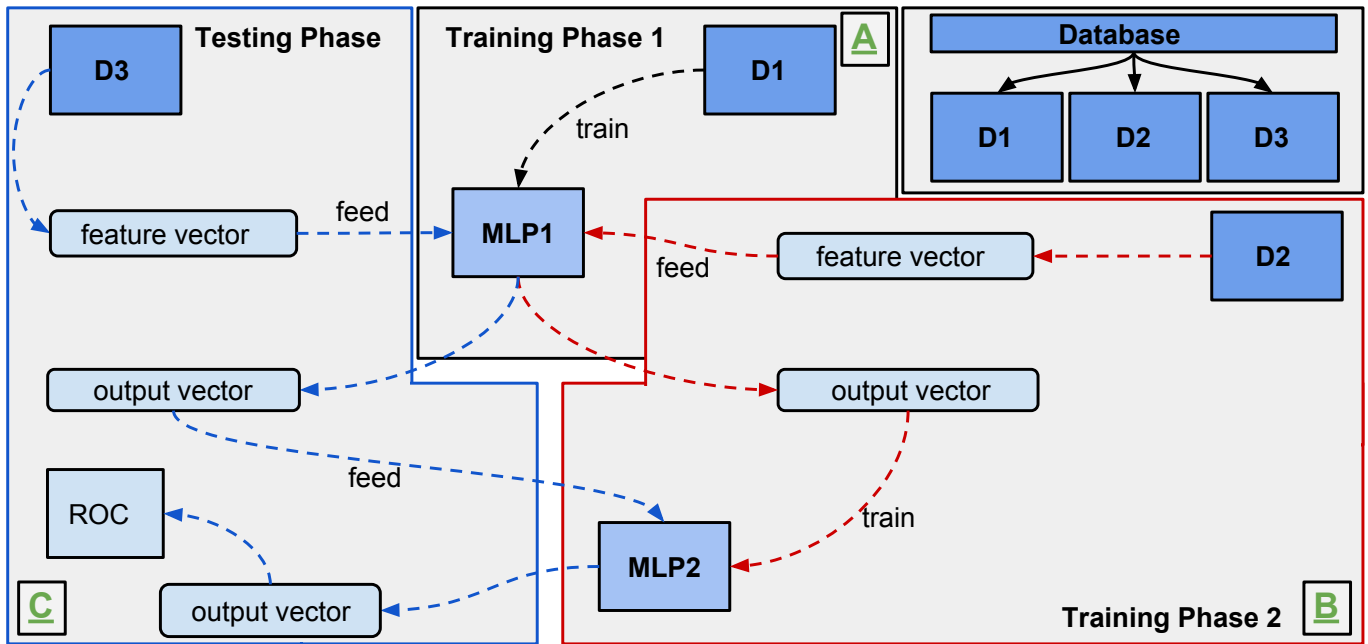 Testing Phase
D3
feed
feature vector
output vector
feed
ROC
output vector
C
Training Phase 1
A
D1
train
MLP1
Database
D1
D2
D3
feed
feature vector
D2
output vector
train
MLP2
Training Phase 2
B